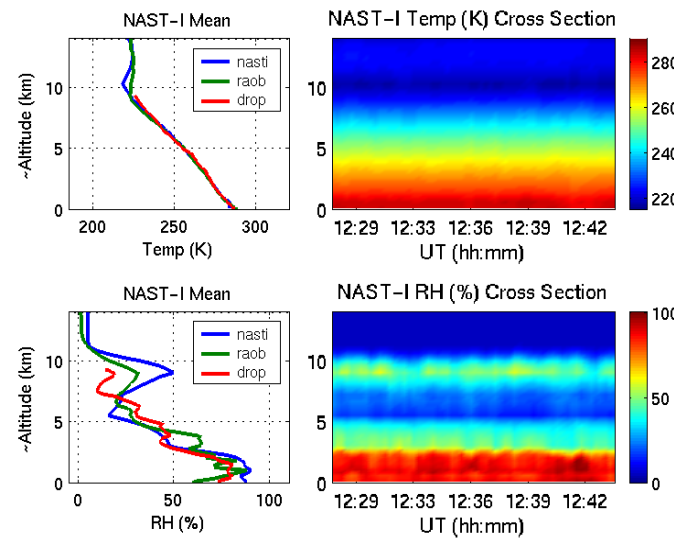 NAST-I Mean
~Altitude (km)
10
5
0
200
250
300
Temp (K)
nasti
raob
drop
NAST-I Temp (K) Cross Section
10
5
0
12:29
12:33
12:36
12:39
12:42
UT (hh:mm)
280
260
240
220
NAST-I Mean
~Altitude (km)
10
5
0
0
50
100
RH (%)
nasti
raob
drop
NAST-I RH (%) Cross Section
10
5
0
12:29
12:33
12:36
12:39
12:42
UT (hh:mm)
100
50
0